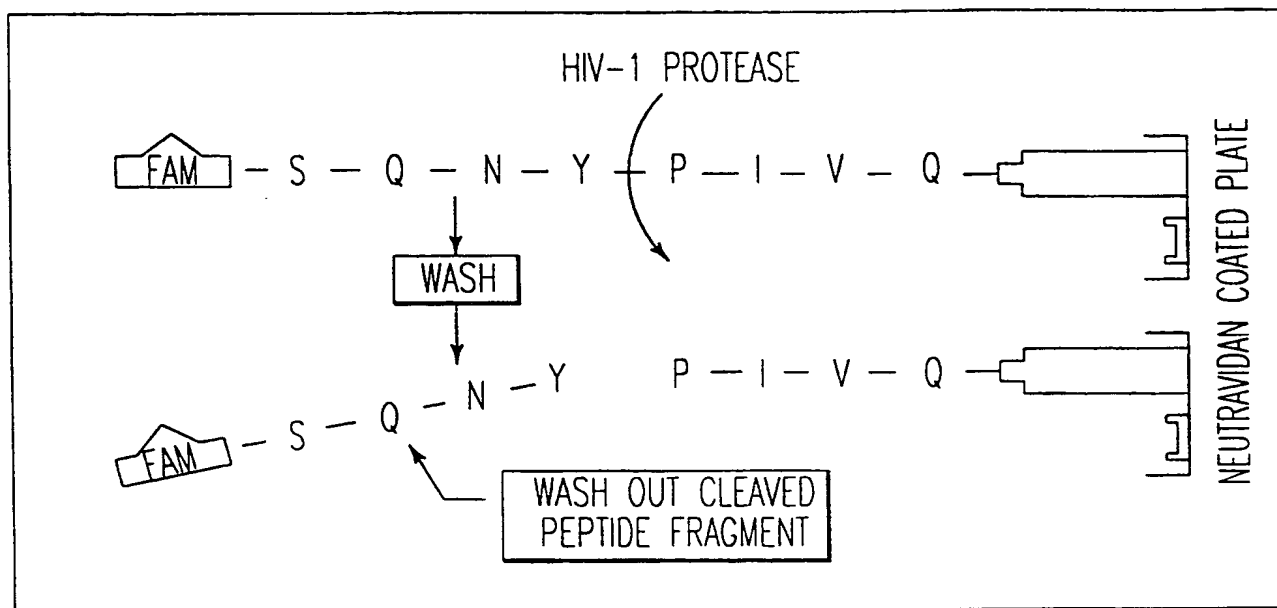 HIV-1 PROTEASE
FAM - S - Q - N - Y - P - I - V - Q
WASH
FAM - S - Q - N - Y P - I - V - Q
WASH OUT CLEAVED
PEPTIDE FRAGMENT
NEUTRAVIDAN COATED PLATE